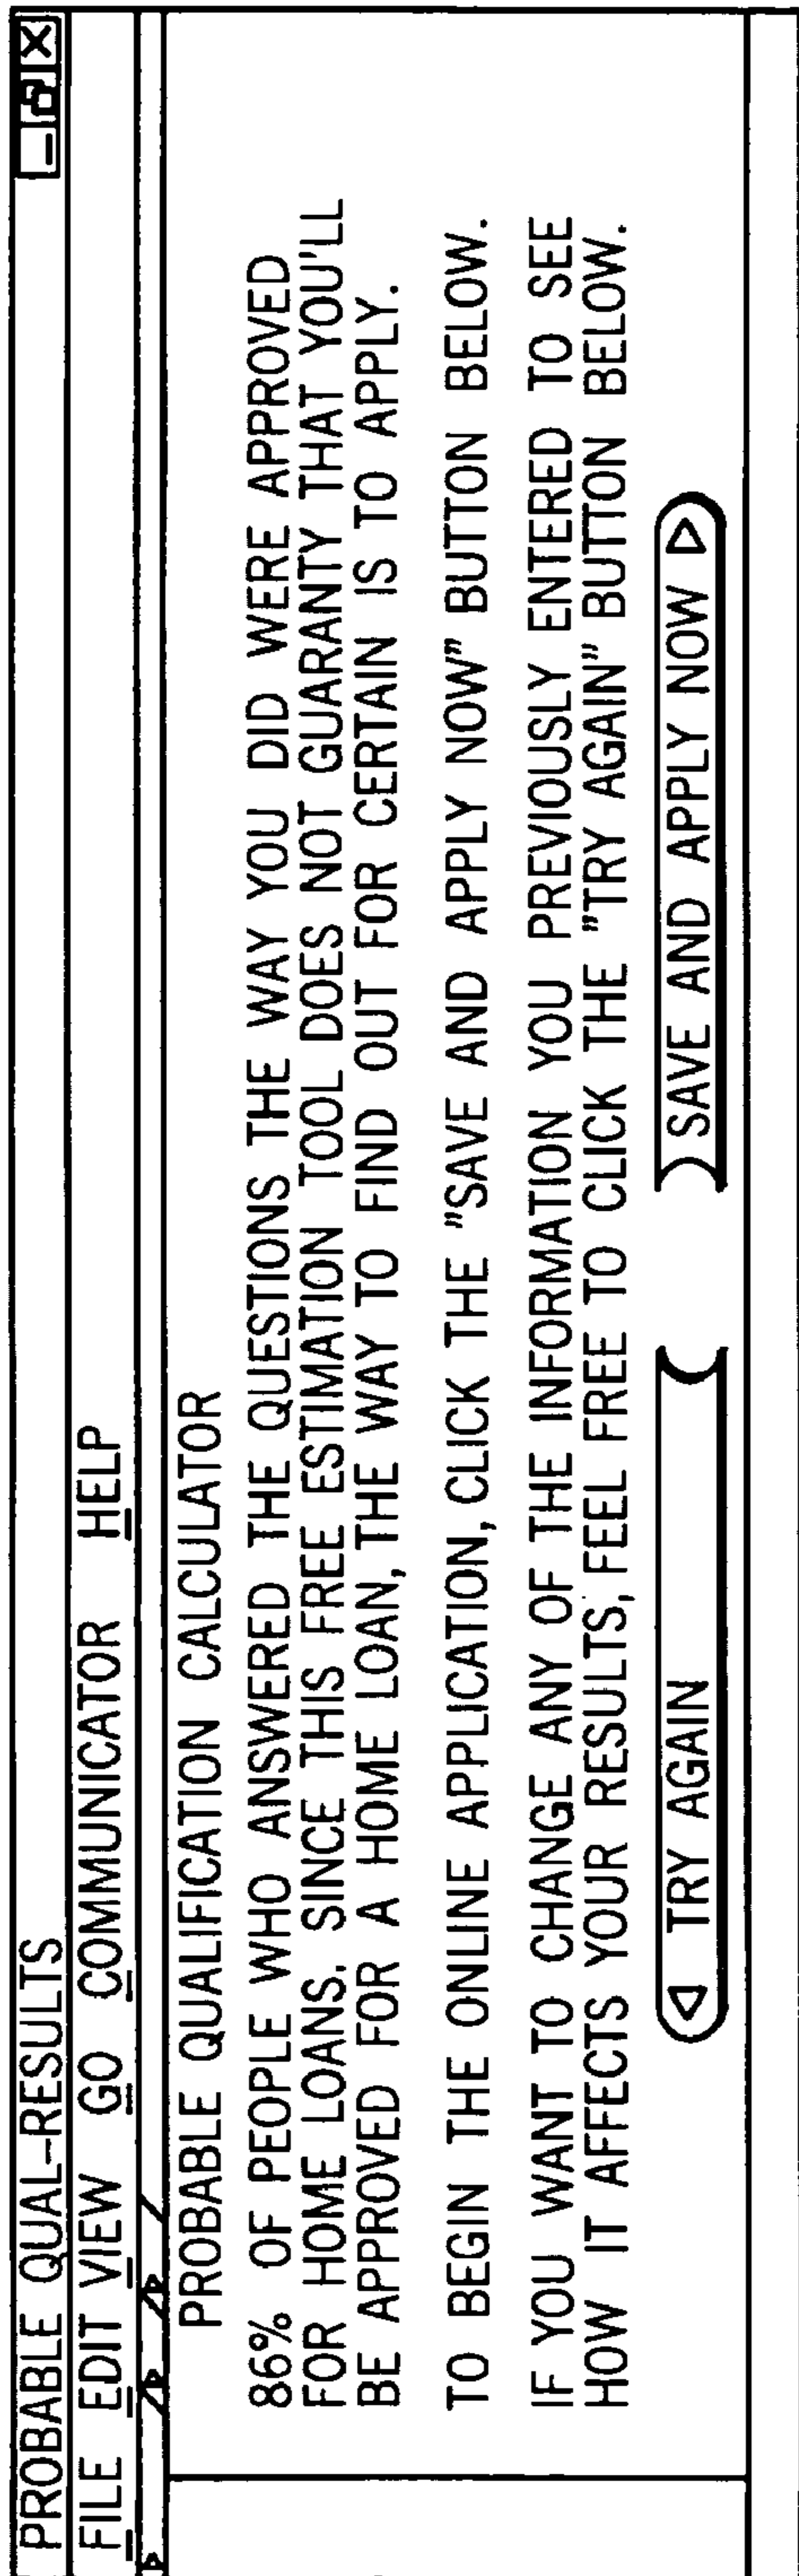 PROBABLE QUAL-RESULTS
FILE EDIT VIEW GO COMMUNICATOR HELP
PROBABLE QUALIFICATION CALCULATOR
86% OF PEOPLE WHO ANSWERED THE QUESTIONS THE WAY YOU DID WERE APPROVED
FOR HOME LOANS. SINCE THIS FREE ESTIMATION TOOL DOES NOT GUARANTY THAT YOU'LL
BE APPROVED FOR A HOME LOAN, THE WAY TO FIND OUT FOR CERTAIN IS TO APPLY.
TO BEGIN THE ONLINE APPLICATION, CLICK THE "SAVE AND APPLY NOW" BUTTON BELOW.
IF YOU WANT TO CHANGE ANY OF THE INFORMATION YOU PREVIOUSLY ENTERED TO SEE
HOW IT AFFECTS YOUR RESULTS, FEEL FREE TO CLICK THE "TRY AGAIN" BUTTON BELOW.
TRY AGAIN SAVE AND APPLY NOW